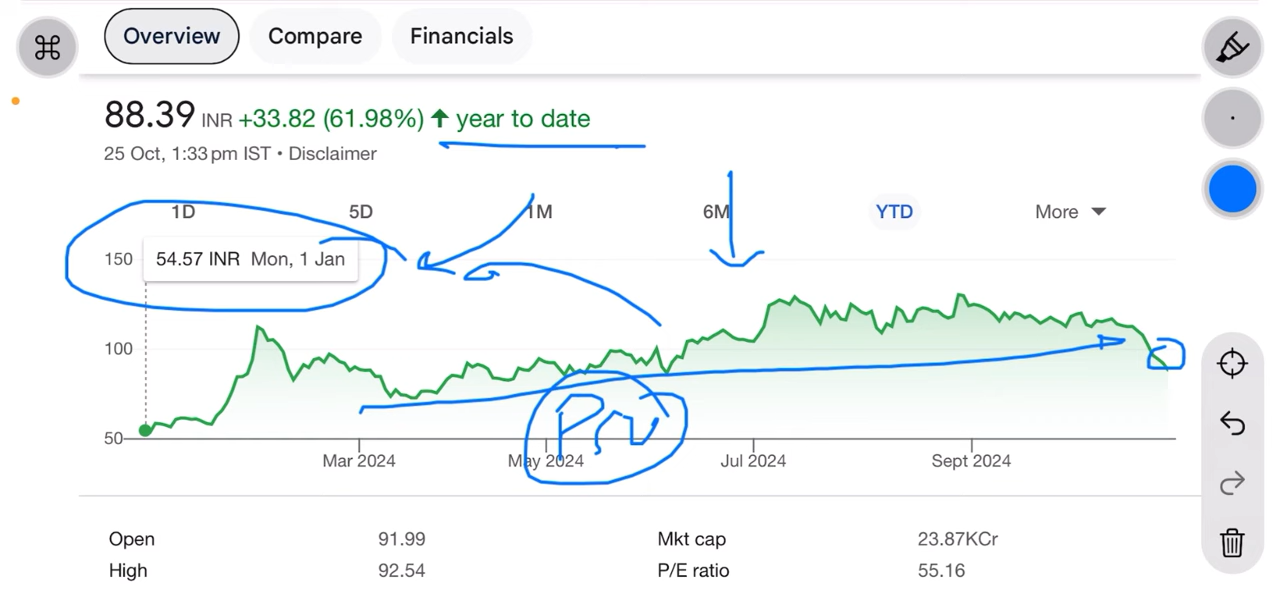 Overview Compare Financials
88.39 INR +33.82 (61.98%) ↑ year to date
25 Oct, 1:33 pm IST • Disclaimer
1D 5D 1M 6M YTD More
150 54.57 INR Mon, 1 Jan
100
50
Mar 2024 May 2024 Jul 2024 Sept 2024
Open 91.99 Mkt cap 23.87KCr
High 92.54 P/E ratio 55.16